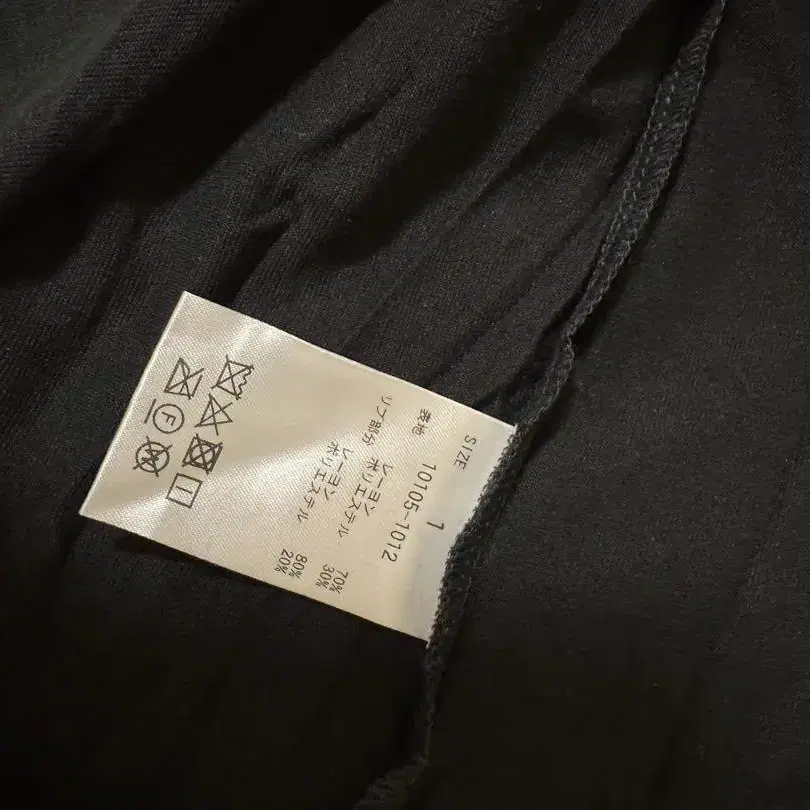 SIZE 1
10105-1012
表地 レーヨン 70%
ポリエステル 30%
リブ部分 レーヨン 80%
ポリエステル 20%
F W